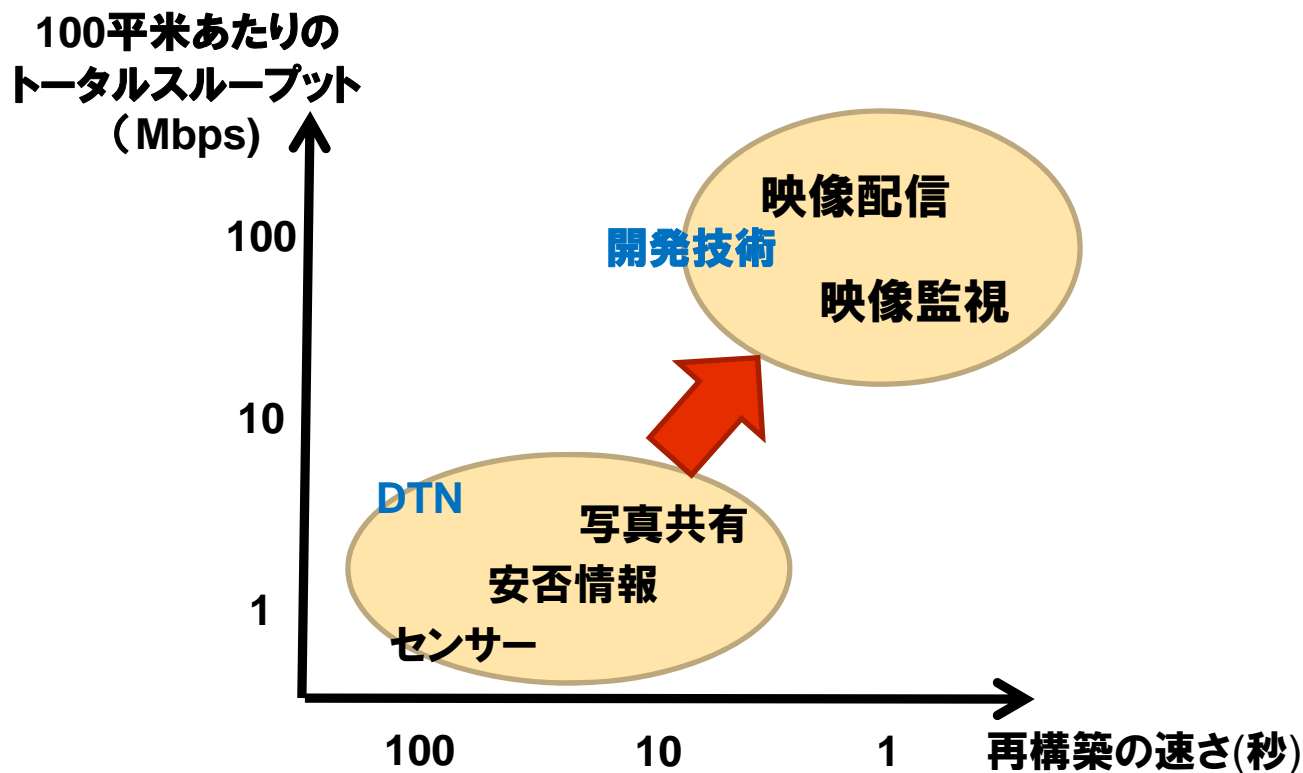 100平米あたりの
トータルスループット
（Mbps)
100
10
1
映像配信
開発技術
映像監視
DTN
写真共有
安否情報
センサー
100 10 1 再構築の速さ(秒)